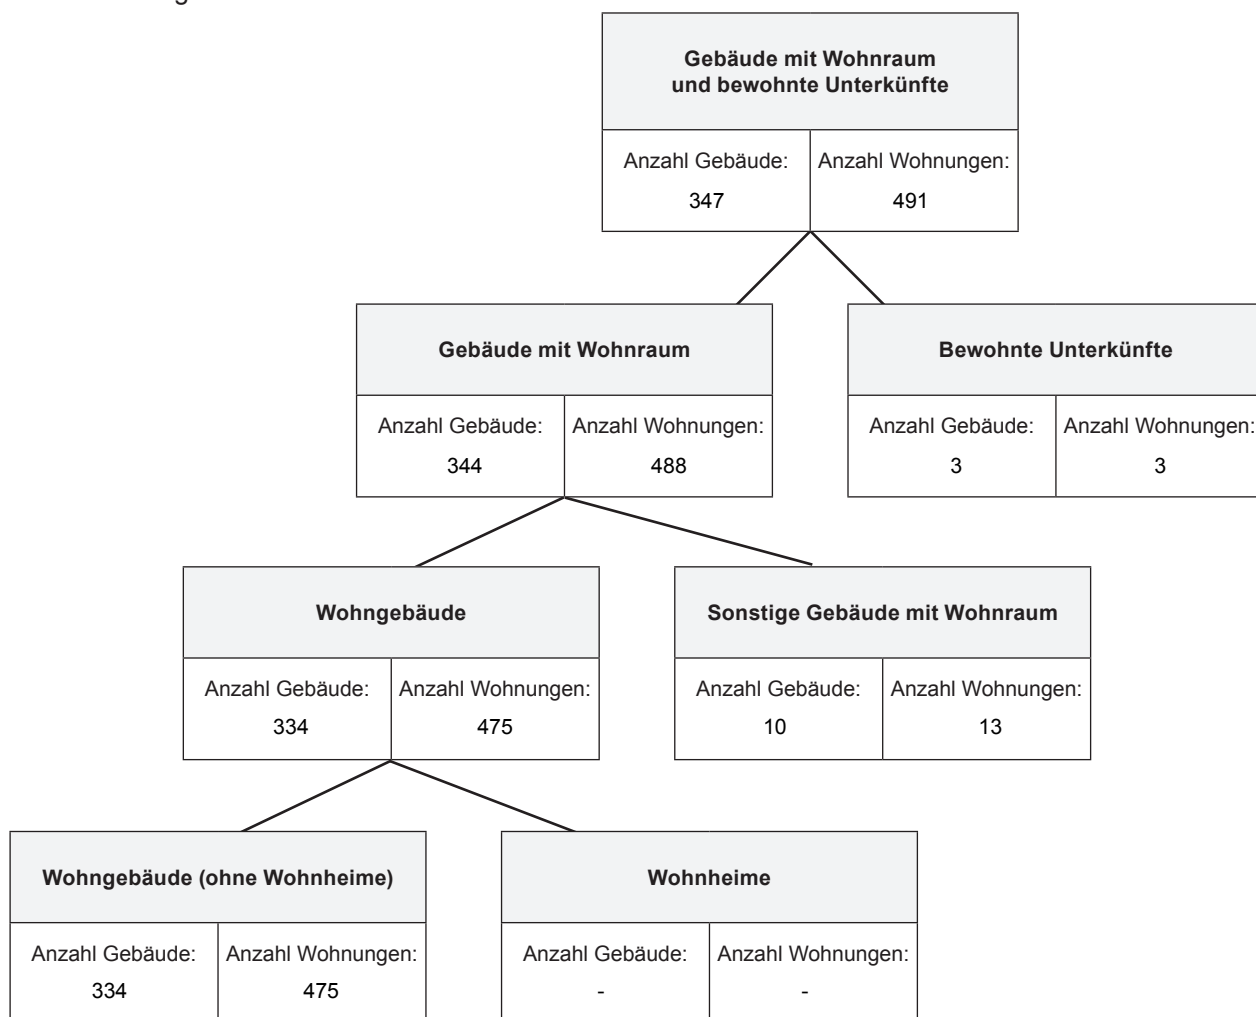 Gebäude mit Wohnraum
und bewohnte Unterkünfte
Anzahl Gebäude: Anzahl Wohnungen:
347 491
Gebäude mit Wohnraum Bewohnte Unterkünfte
Anzahl Gebäude: Anzahl Wohnungen: Anzahl Gebäude: Anzahl Wohnungen:
344 488 3 3
Wohngebäude Sonstige Gebäude mit Wohnraum
Anzahl Gebäude: Anzahl Wohnungen: Anzahl Gebäude: Anzahl Wohnungen:
334 475 10 13
Wohngebäude (ohne Wohnheime) Wohnheime
Anzahl Gebäude: Anzahl Wohnungen: Anzahl Gebäude: Anzahl Wohnungen:
334 475 - -